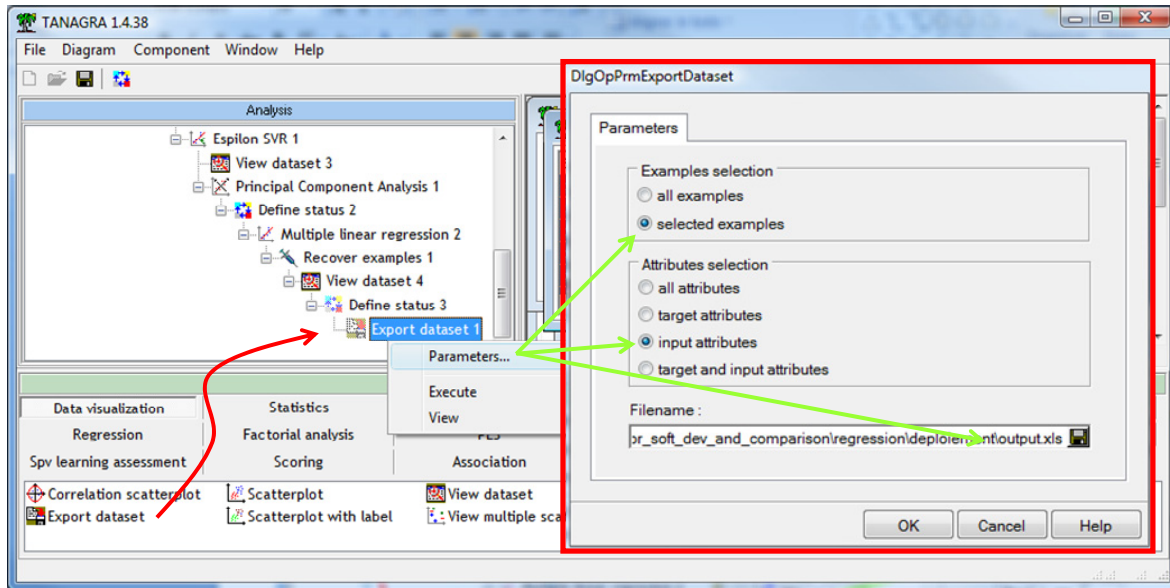 TANAGRA 1.4.38
File Diagram Component Window Help
Analysis
Espilon SVR 1
View dataset 3
Principal Component Analysis 1
Define status 2
Multiple linear regression 2
Recover examples 1
View dataset 4
Define status 3
Export dataset 1
Parameters...
Execute
View
Data visualization Statistics
Regression Factorial analysis PLS
Spv learning assessment Scoring Association
Correlation scatterplot Scatterplot View dataset
Export dataset Scatterplot with label View multiple sca
DlgOpPrmExportDataset
Parameters
Examples selection
all examples
selected examples
Attributes selection
all attributes
target attributes
input attributes
target and input attributes
Filename :
or_soft_dev_and_comparison\regression\deploiement\output.xls
OK Cancel Help